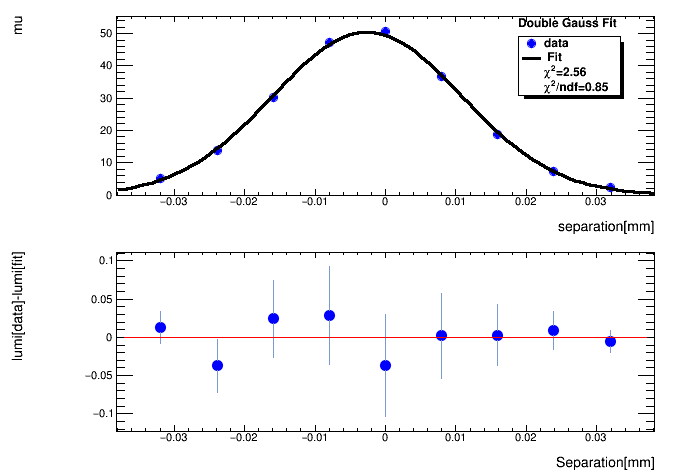 mu
Double Gauss Fit
data
Fit
χ²=2.56
χ²/ndf=0.85
50
40
30
20
10
0
−0.03 −0.02 −0.01 0 0.01 0.02 0.03
separation[mm]
lumi[data]-lumi[fit]
0.1
0.05
0
−0.05
−0.1
−0.03 −0.02 −0.01 0 0.01 0.02 0.03
Separation[mm]